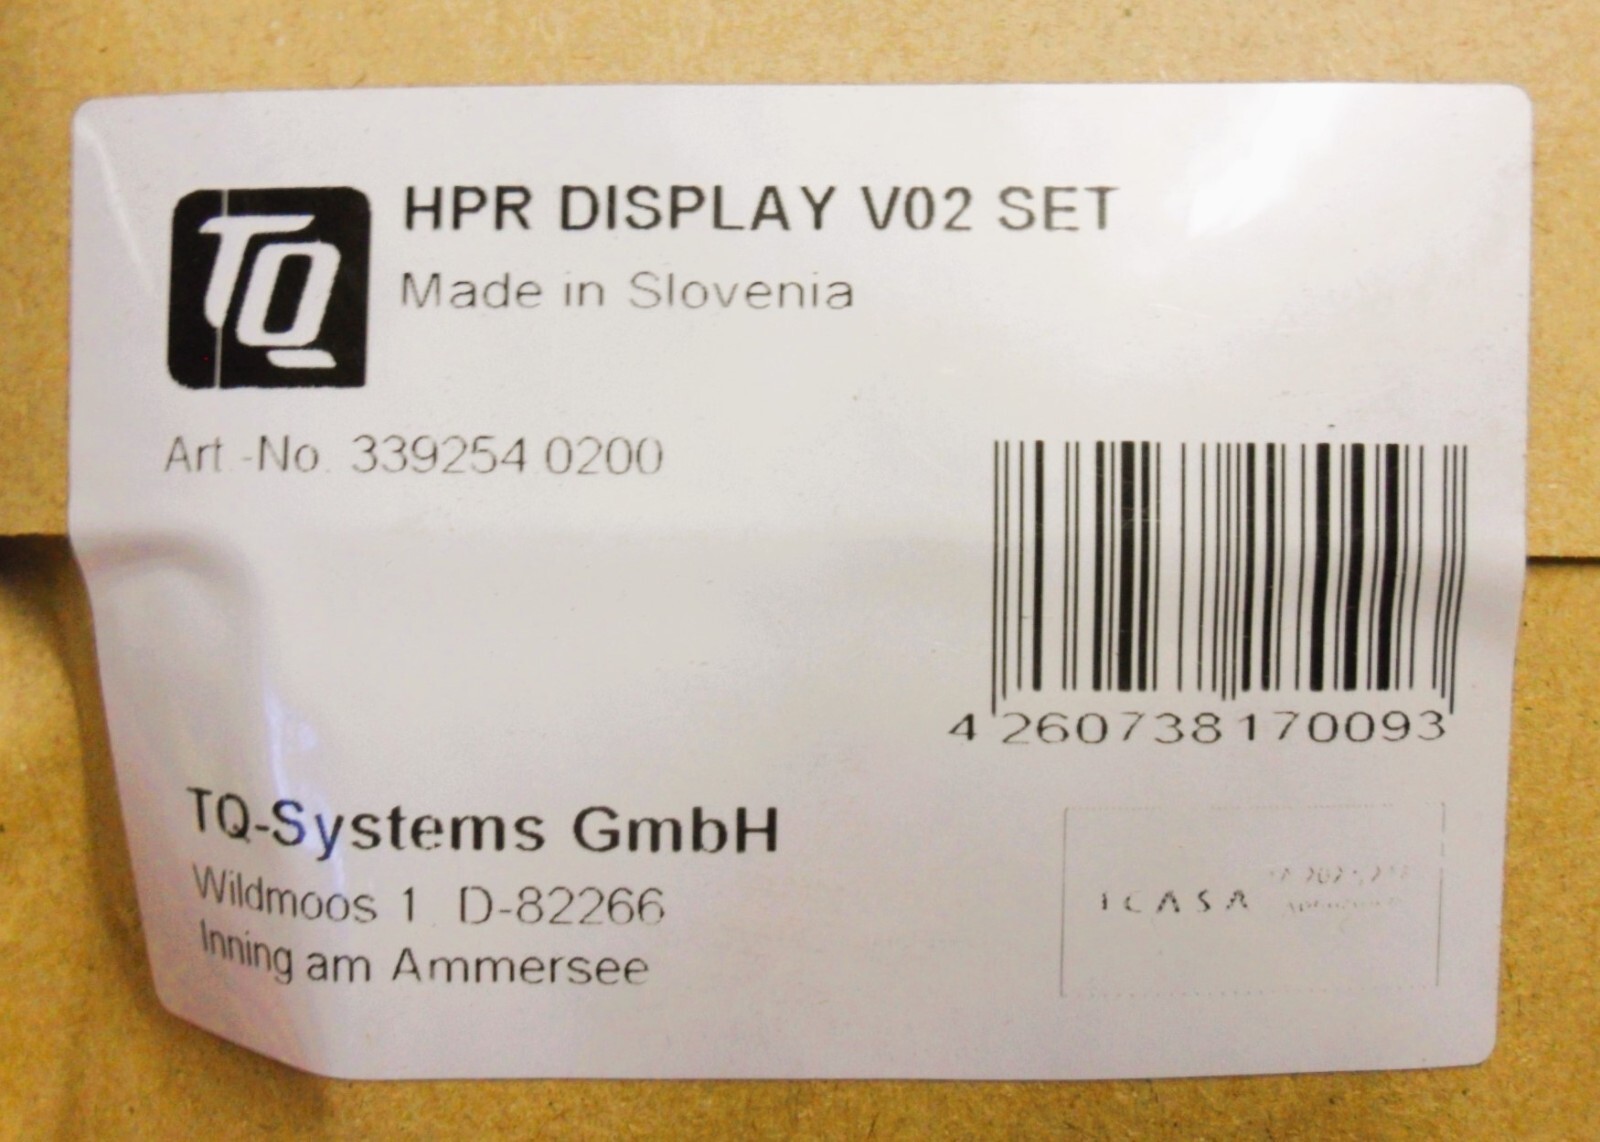 TQ
HPR DISPLAY V02 SET
Made in Slovenia
Art.-No. 339254.0200
4 260738 170093
TQ-Systems GmbH
Wildmoos 1, D-82266
Inning am Ammersee
ICASA